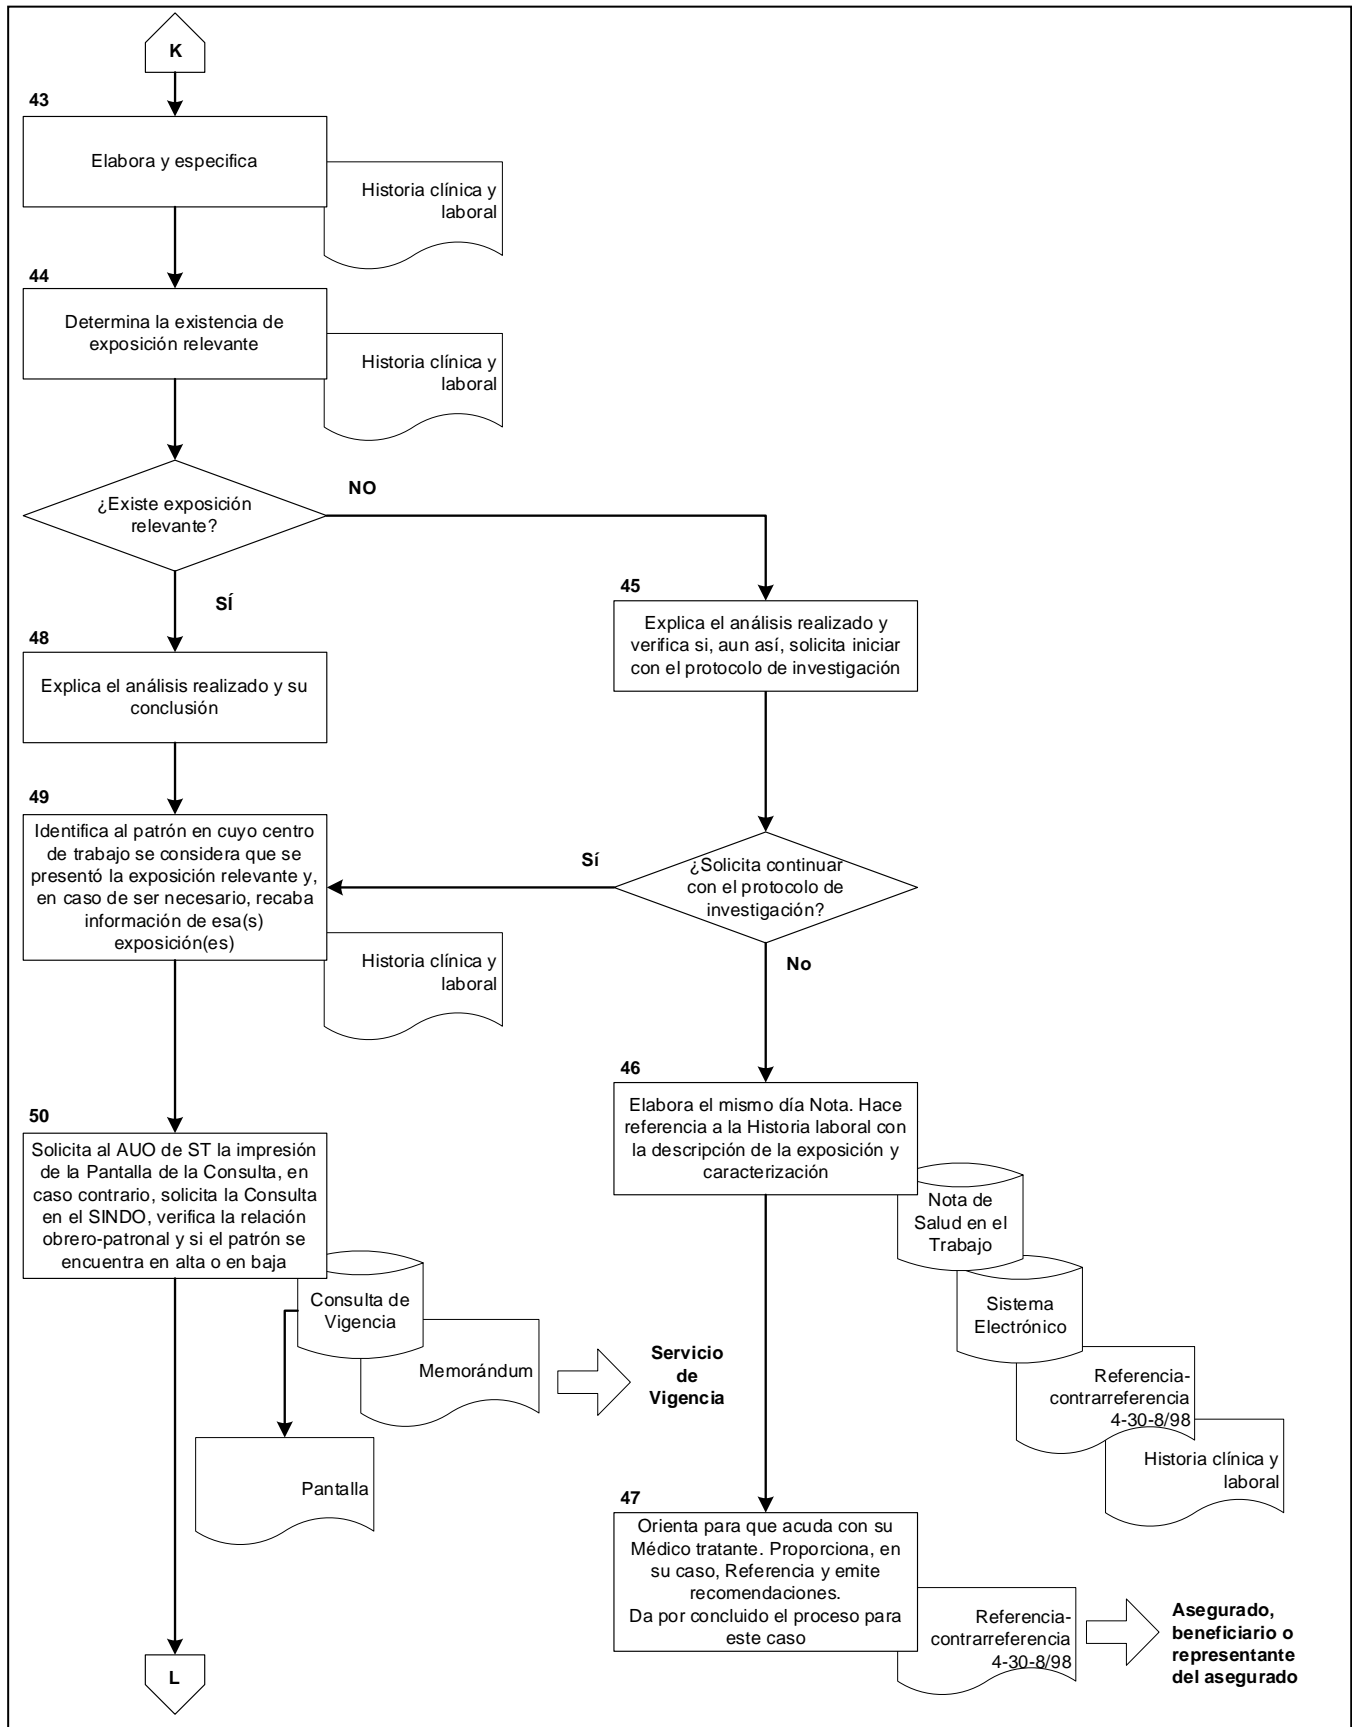 K
43
Elabora y especifica
Historia clínica y
laboral
44
Determina la existencia de
exposición relevante
Historia clínica y
laboral
¿Existe exposición
relevante?
NO
SÍ
45
Explica el análisis realizado y
verifica si, aun así, solicita iniciar
con el protocolo de investigación
48
Explica el análisis realizado y su
conclusión
49
Identifica al patrón en cuyo centro
de trabajo se considera que se
presentó la exposición relevante y,
en caso de ser necesario, recaba
información de esa(s)
exposición(es)
Historia clínica y
laboral
Sí
¿Solicita continuar
con el protocolo de
investigación?
No
46
Elabora el mismo día Nota. Hace
referencia a la Historia laboral con
la descripción de la exposición y
caracterización
Nota de
Salud en el
Trabajo
Sistema
Electrónico
Referencia-
contrarreferencia
4-30-8/98
Historia clínica y
laboral
50
Solicita al AUO de ST la impresión
de la Pantalla de la Consulta, en
caso contrario, solicita la Consulta
en el SINDO, verifica la relación
obrero-patronal y si el patrón se
encuentra en alta o en baja
Consulta de
Vigencia
Memorándum
Servicio
de
Vigencia
Pantalla
47
Orienta para que acuda con su
Médico tratante. Proporciona, en
su caso, Referencia y emite
recomendaciones.
Da por concluido el proceso para
este caso
Referencia-
contrarreferencia
4-30-8/98
Asegurado,
beneficiario o
representante
del asegurado
L